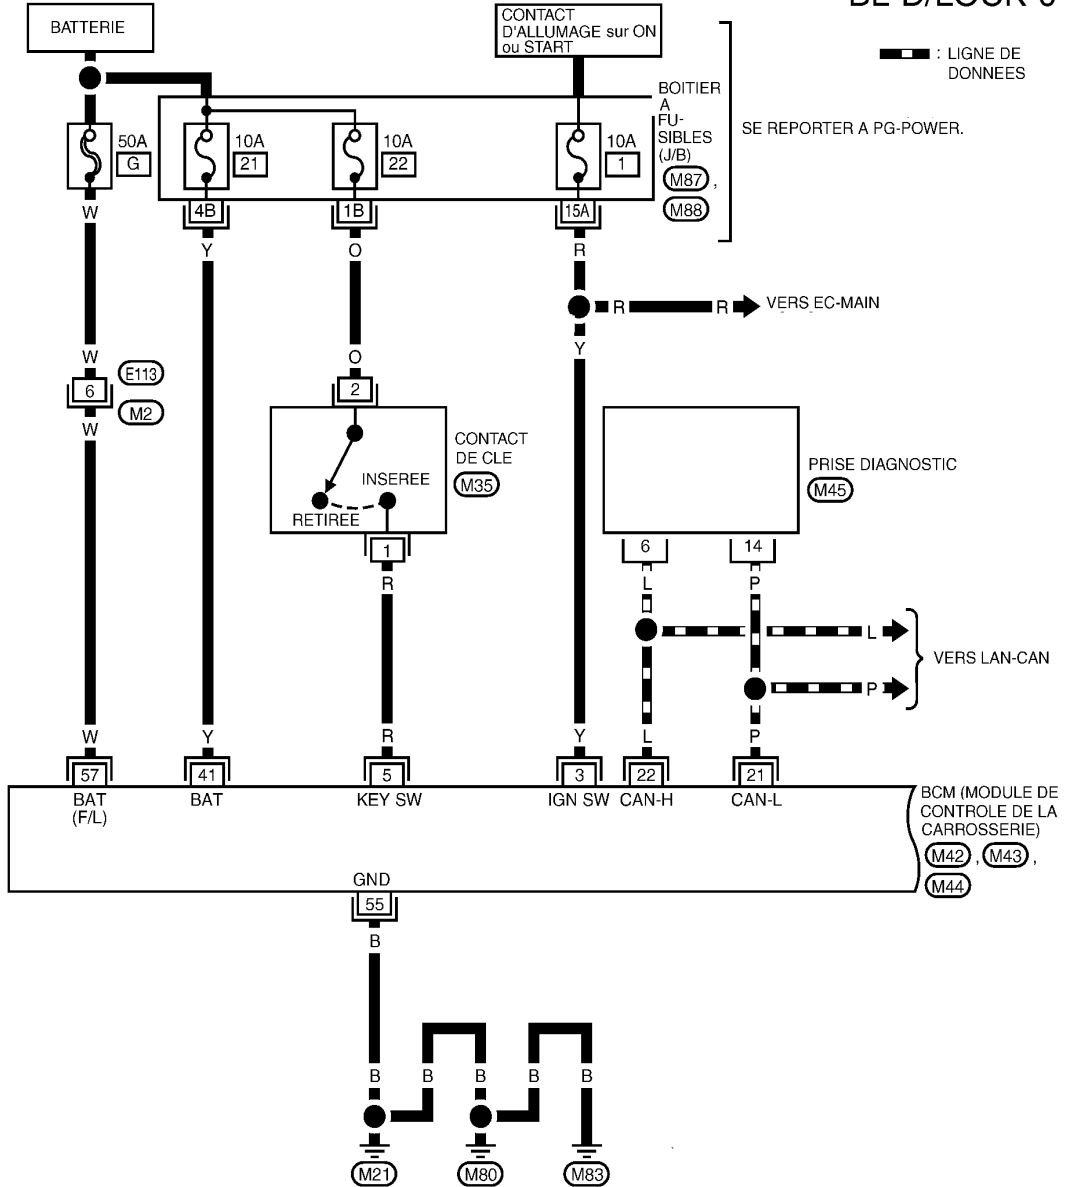 BATTERIE
CONTACT
D'ALLUMAGE sur ON
ou START
: LIGNE DE
DONNEES
BOITIER
A
FU-
SIBLES
(J/B)
M87 ,
M88
SE REPORTER A PG-POWER.
50A
G
10A
21
10A
22
10A
1
W
4B
1B
15A
Y
O
R
R
R
VERS EC-MAIN
Y
W
O
6
E113
M2
2
W
CONTACT
DE CLE
M35
INSEREE
RETIREE
PRISE DIAGNOSTIC
M45
1
6
14
R
L
P
L
VERS LAN-CAN
P
W
Y
R
Y
L
P
57
41
5
3
22
21
BAT
(F/L)
BAT
KEY SW
IGN SW
CAN-H
CAN-L
BCM (MODULE DE
CONTROLE DE LA
CARROSSERIE)
M42 , M43 ,
M44
GND
55
B
B
B
B
B
B
M21
M80
M83